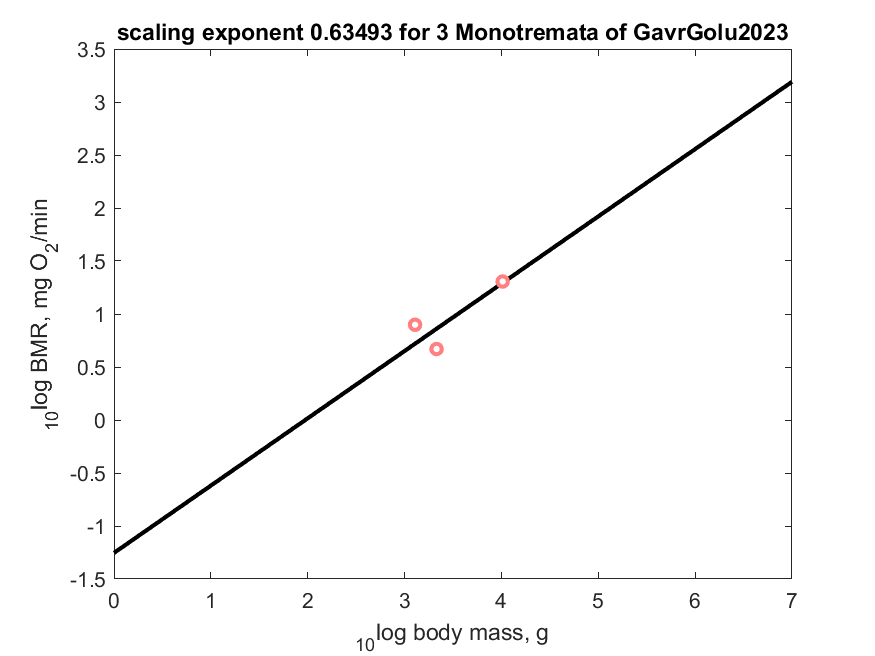 scaling exponent 0.63493 for 3 Monotremata of GavrGolu2023
3.5
3
2.5
2
1.5
1
0.5
0
-0.5
-1
-1.5
10log BMR, mg O2/min
0 1 2 3 4 5 6 7
10log body mass, g